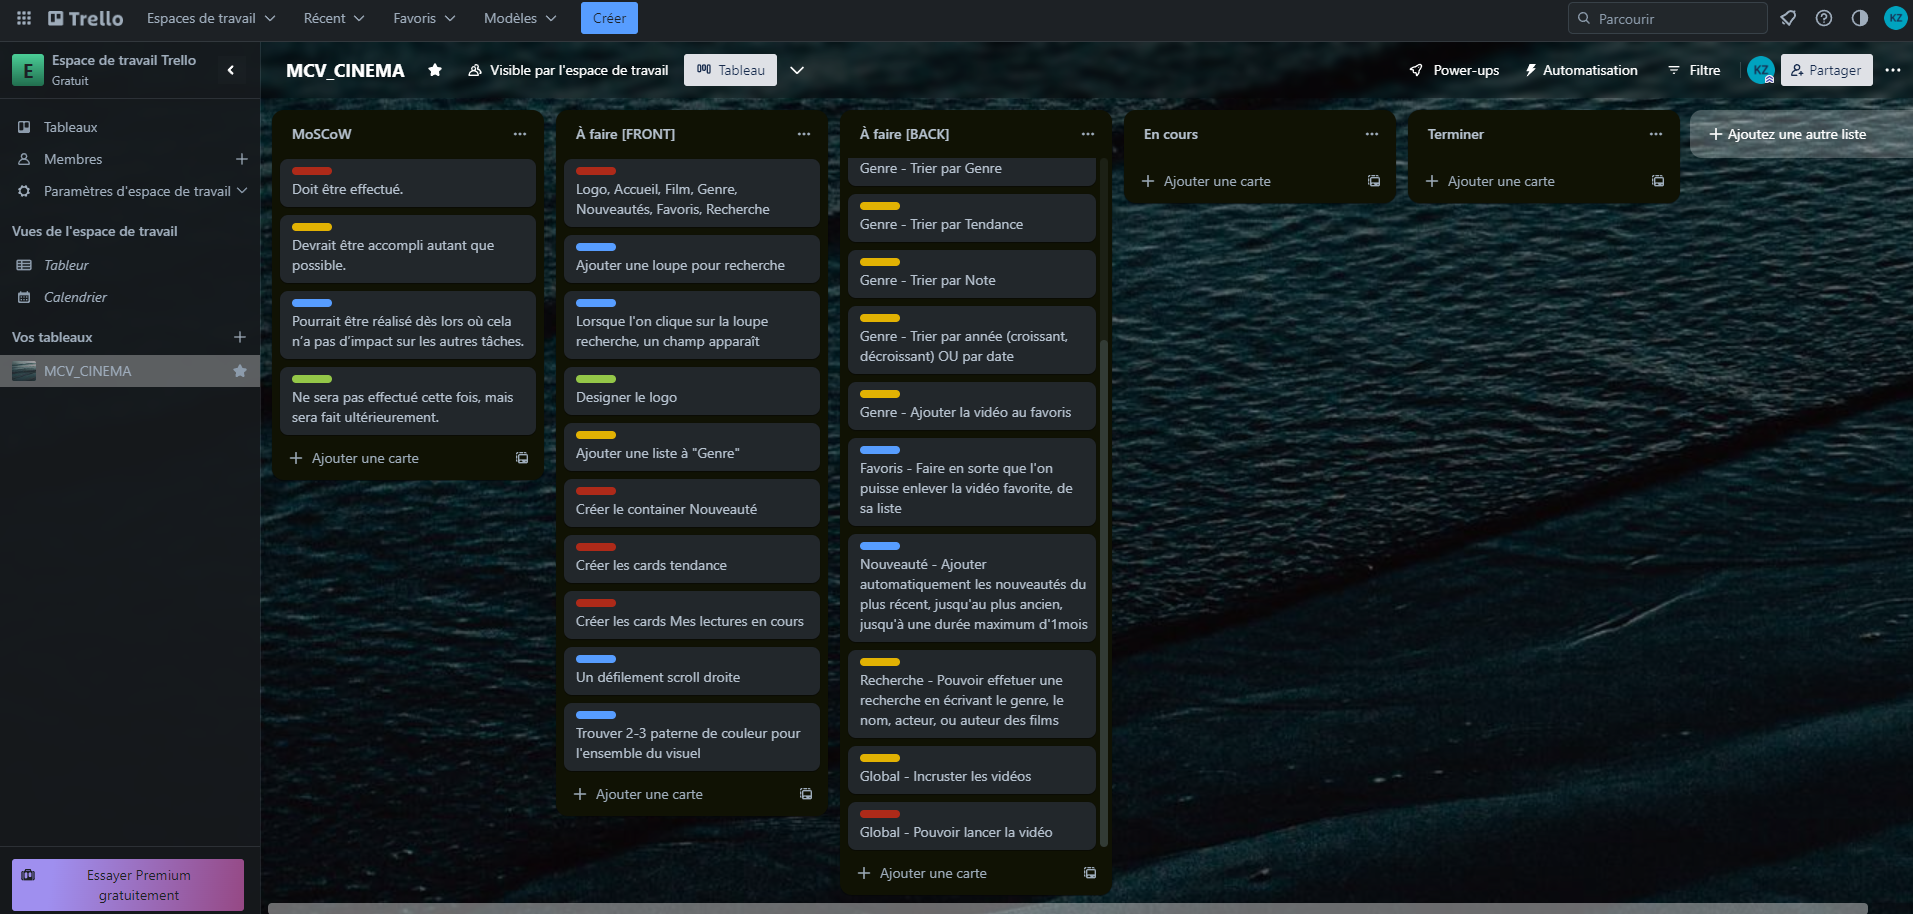 Trello
Espaces de travail
Récent
Favoris
Modèles
Créer
Parcourir
KZ
E
Espace de travail Trello
Gratuit
MCV_CINEMA
Visible par l'espace de travail
Tableau
Power-ups
Automatisation
Filtre
KZ
Partager
Tableaux
Membres
Paramètres d'espace de travail
Vues de l'espace de travail
Tableur
Calendrier
Vos tableaux
MCV_CINEMA
Essayer Premium
gratuitement
MoSCoW
Doit être effectué.
Devrait être accompli autant que
possible.
Pourrait être réalisé dès lors où cela
n’a pas d’impact sur les autres tâches.
Ne sera pas effectué cette fois, mais
sera fait ultérieurement.
Ajouter une carte
À faire [FRONT]
Logo, Accueil, Film, Genre,
Nouveautés, Favoris, Recherche
Ajouter une loupe pour recherche
Lorsque l'on clique sur la loupe
recherche, un champ apparaît
Designer le logo
Ajouter une liste à "Genre"
Créer le container Nouveauté
Créer les cards tendance
Créer les cards Mes lectures en cours
Un défilement scroll droite
Trouver 2-3 paterne de couleur pour
l'ensemble du visuel
Ajouter une carte
À faire [BACK]
Genre - Trier par Genre
Genre - Trier par Tendance
Genre - Trier par Note
Genre - Trier par année (croissant,
décroissant) OU par date
Genre - Ajouter la vidéo au favoris
Favoris - Faire en sorte que l'on
puisse enlever la vidéo favorite, de
sa liste
Nouveauté - Ajouter
automatiquement les nouveautés du
plus récent, jusqu'au plus ancien,
jusqu'à une durée maximum d'1mois
Recherche - Pouvoir effetuer une
recherche en écrivant le genre, le
nom, acteur, ou auteur des films
Global - Incruster les vidéos
Global - Pouvoir lancer la vidéo
Ajouter une carte
En cours
Ajouter une carte
Terminer
Ajouter une carte
Ajoutez une autre liste